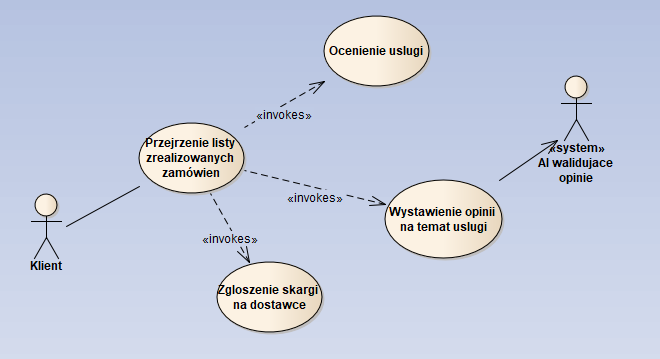 Ocenienie uslugi
«invokes»
Przejrzenie listy
zrealizowanych
zamówien
«system»
AI walidujace
opinie
«invokes»
Wystawienie opinii
na temat uslugi
Klient
«invokes»
Zgloszenie skargi
na dostawce